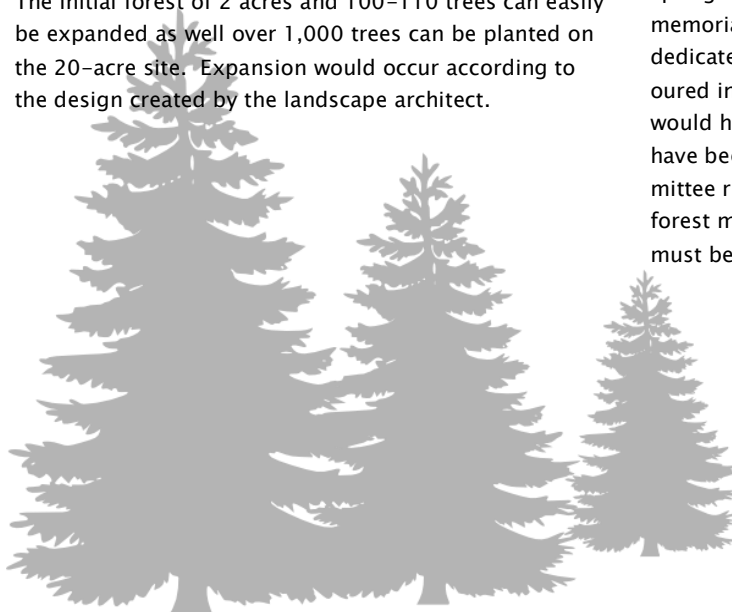 The initial forest of 2 acres and 100-110 trees can easily
be expanded as well over 1,000 trees can be planted on
the 20-acre site.  Expansion would occur according to
the design created by the landscape architect.
memoria
dedicate
oured in
would h
have bee
mittee r
forest m
must be